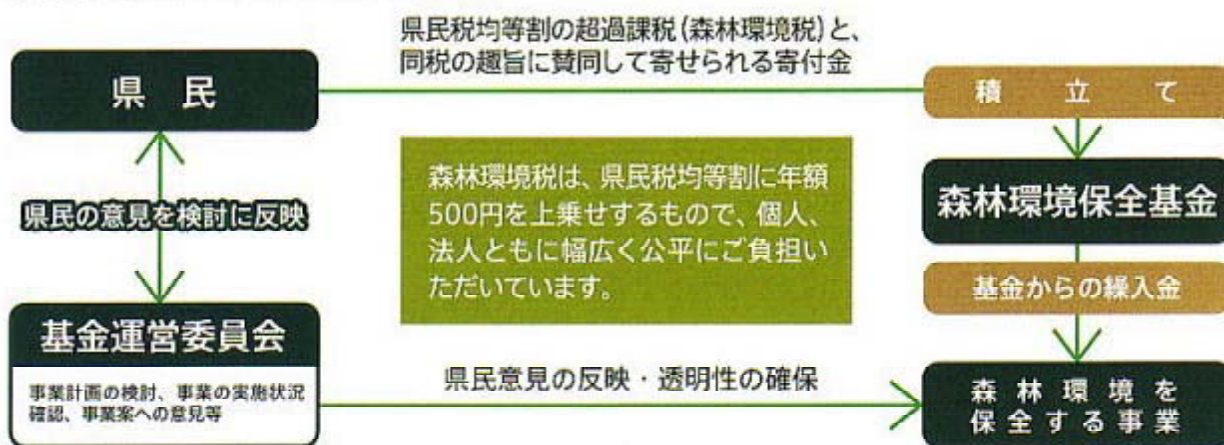 県民税均等割の超過課税(森林環境税)と、
同税の趣旨に賛同して寄せられる寄付金
県 民
積 立 て
県民の意見を検討に反映
森林環境税は、県民税均等割に年額
500円を上乗せするもので、個人、
法人ともに幅広く公平にご負担い
ただいています。
森林環境保全基金
基金からの繰入金
基金運営委員会
事業計画の検討、事業の実施状況
確認、事業案への意見等
県民意見の反映・透明性の確保
森 林 環 境 を
保 全 す る 事 業